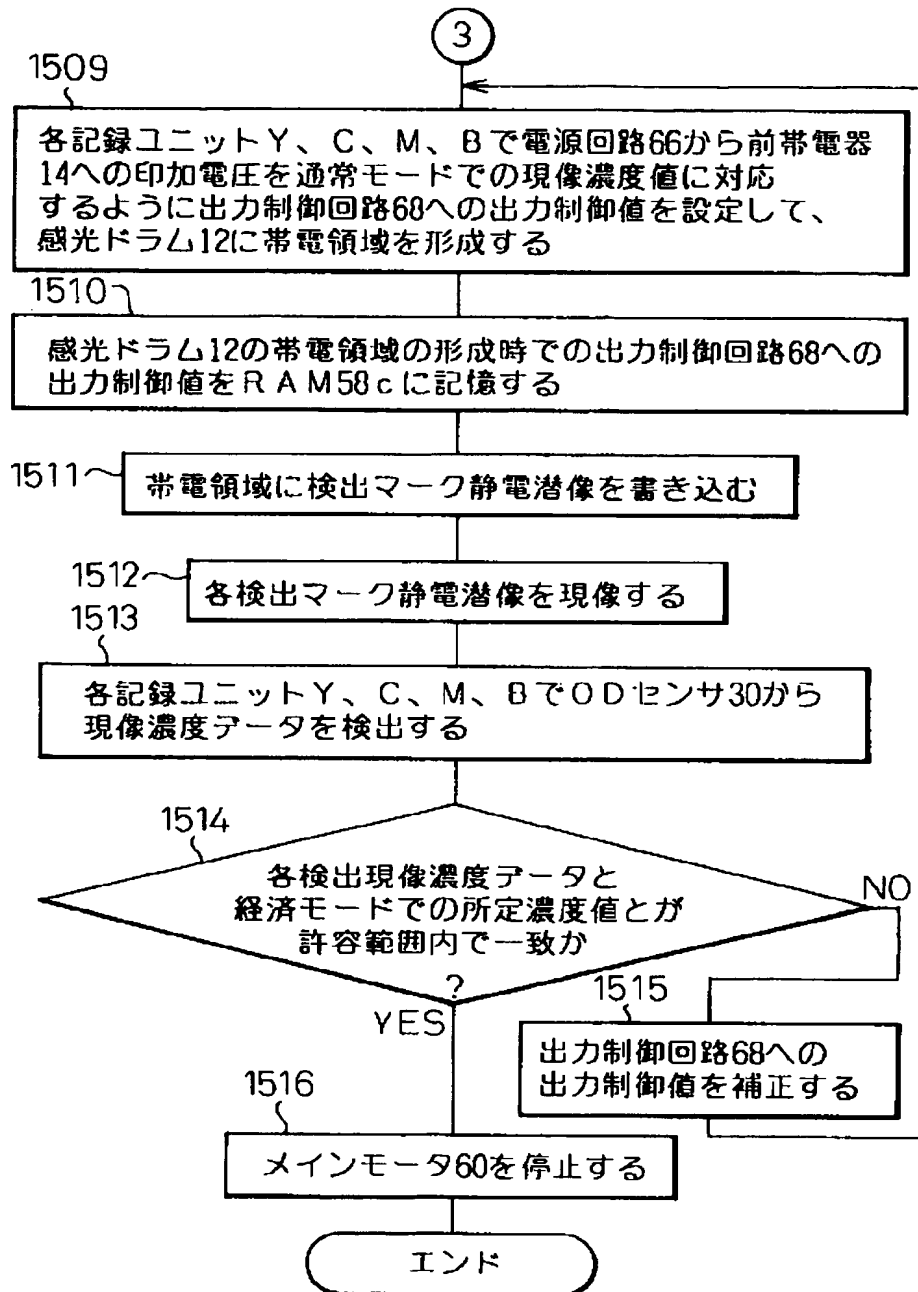 3
1509
各記録ユニットY、C、M、Bで電源回路66から前帯電器
14への印加電圧を通常モードでの現像濃度値に対応
するように出力制御回路68への出力制御値を設定して、
感光ドラム12に帯電領域を形成する
1510
感光ドラム12の帯電領域の形成時での出力制御回路68への
出力制御値をRAM58cに記憶する
1511
帯電領域に検出マーク静電潜像を書き込む
1512
各検出マーク静電潜像を現像する
1513
各記録ユニットY、C、M、BでODセンサ30から
現像濃度データを検出する
1514
各検出現像濃度データと
経済モードでの所定濃度値とが
許容範囲内で一致か
?
NO
YES
1515
出力制御回路68への
出力制御値を補正する
1516
メインモータ60を停止する
エンド